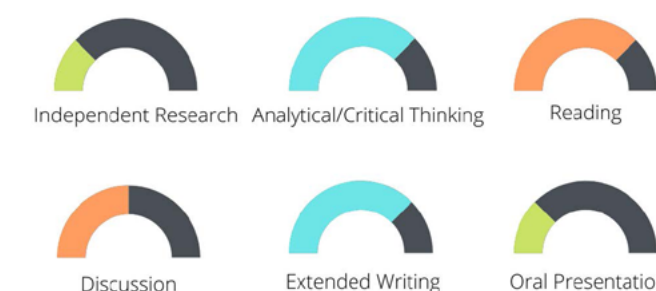 Independent Research
Analytical/Critical Thinking
Reading
Discussion
Extended Writing
Oral Presentatio